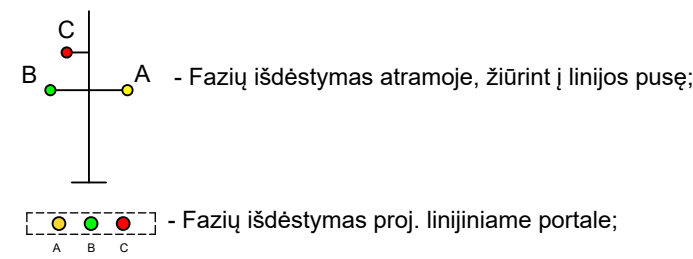 C
B A - Fazių išdėstymas atramoje, žiūrint į linijos pusę;
- Fazių išdėstymas proj. linijiniame portale;
A B C